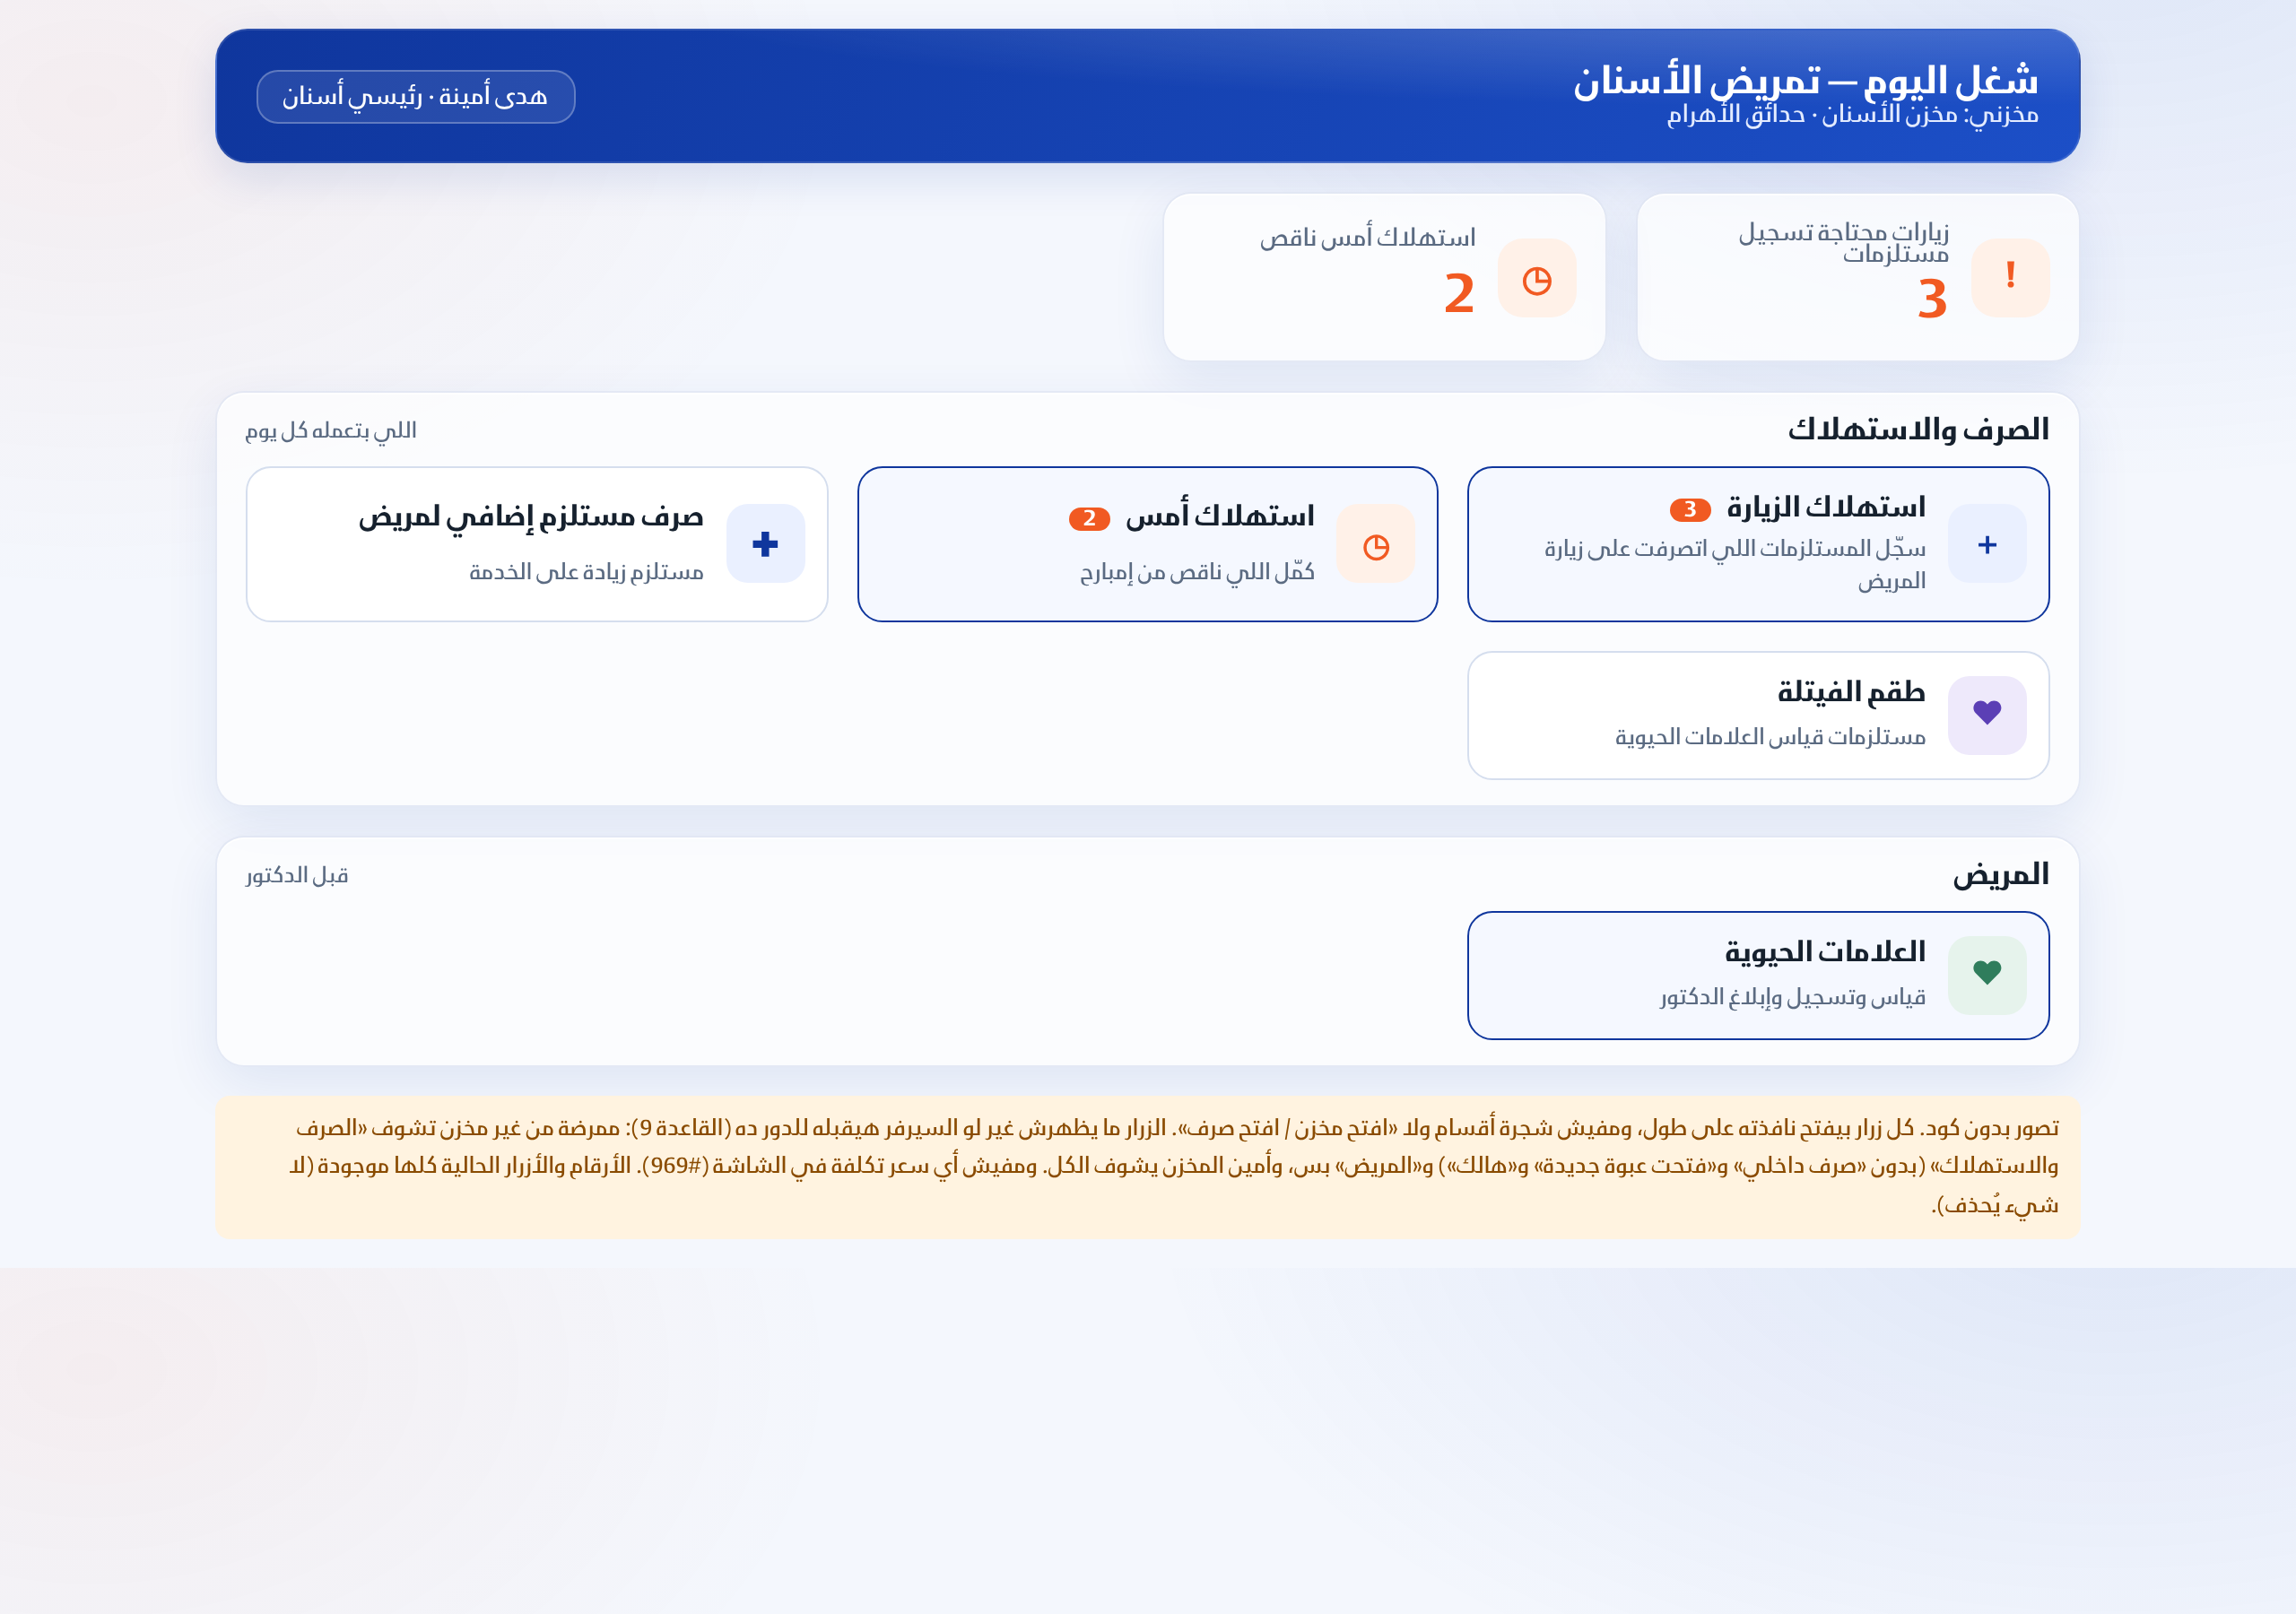 شغل اليوم — تمريض الأسنان
مخزني: مخزن الأسنان · حدائق الأهرام
هدى أمينة · رئيسي أسنان
!
زيارات محتاجة تسجيل
مستلزمات
3
استهلاك أمس ناقص
2
الصرف والاستهلاك
اللي بتعمله كل يوم
+
استهلاك الزيارة 3
سجّل المستلزمات اللي اتصرفت على زيارة
المريض
استهلاك أمس 2
كمّل اللي ناقص من إمبارح
صرف مستلزم إضافي لمريض
مستلزم زيادة على الخدمة
طقم الفيتلة
مستلزمات قياس العلامات الحيوية
المريض
قبل الدكتور
العلامات الحيوية
قياس وتسجيل وإبلاغ الدكتور
تصور بدون كود. كل زرار بيفتح نافذته على طول، ومفيش شجرة أقسام ولا «افتح مخزن / افتح صرف». الزرار ما يظهرش غير لو السيرفر هيقبله للدور ده (القاعدة 9): ممرضة من غير مخزن تشوف «الصرف
والاستهلاك» (بدون «صرف داخلي» و«فتحت عبوة جديدة» و«هالك») و«المريض» بس، وأمين المخزن يشوف الكل. ومفيش أي سعر تكلفة في الشاشة (#969). الأرقام والأزرار الحالية كلها موجودة (لا
شيء يُحذف).